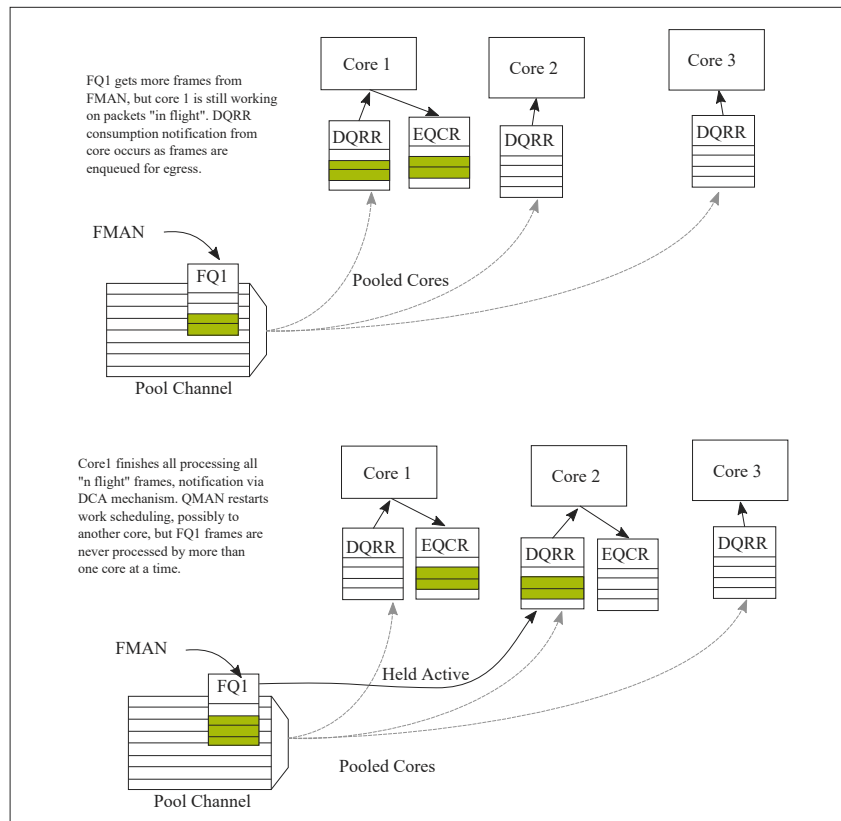 Core 1
Core 2
Core 3
FQ1 gets more frames from
FMAN, but core 1 is still working
on packets "in flight". DQRR
consumption notification from
core occurs as frames are
enqueued for egress.
DQRR
EQCR
DQRR
DQRR
FMAN
FQ1
Pooled Cores
Pool Channel
Core1 finishes all processing all
"n flight" frames, notification via
DCA mechanism. QMAN restarts
work scheduling, possibly to
another core, but FQ1 frames are
never processed by more than
one core at a time.
Core 1
Core 2
Core 3
DQRR
EQCR
DQRR
EQCR
DQRR
FMAN
FQ1
Held Active
Pooled Cores
Pool Channel